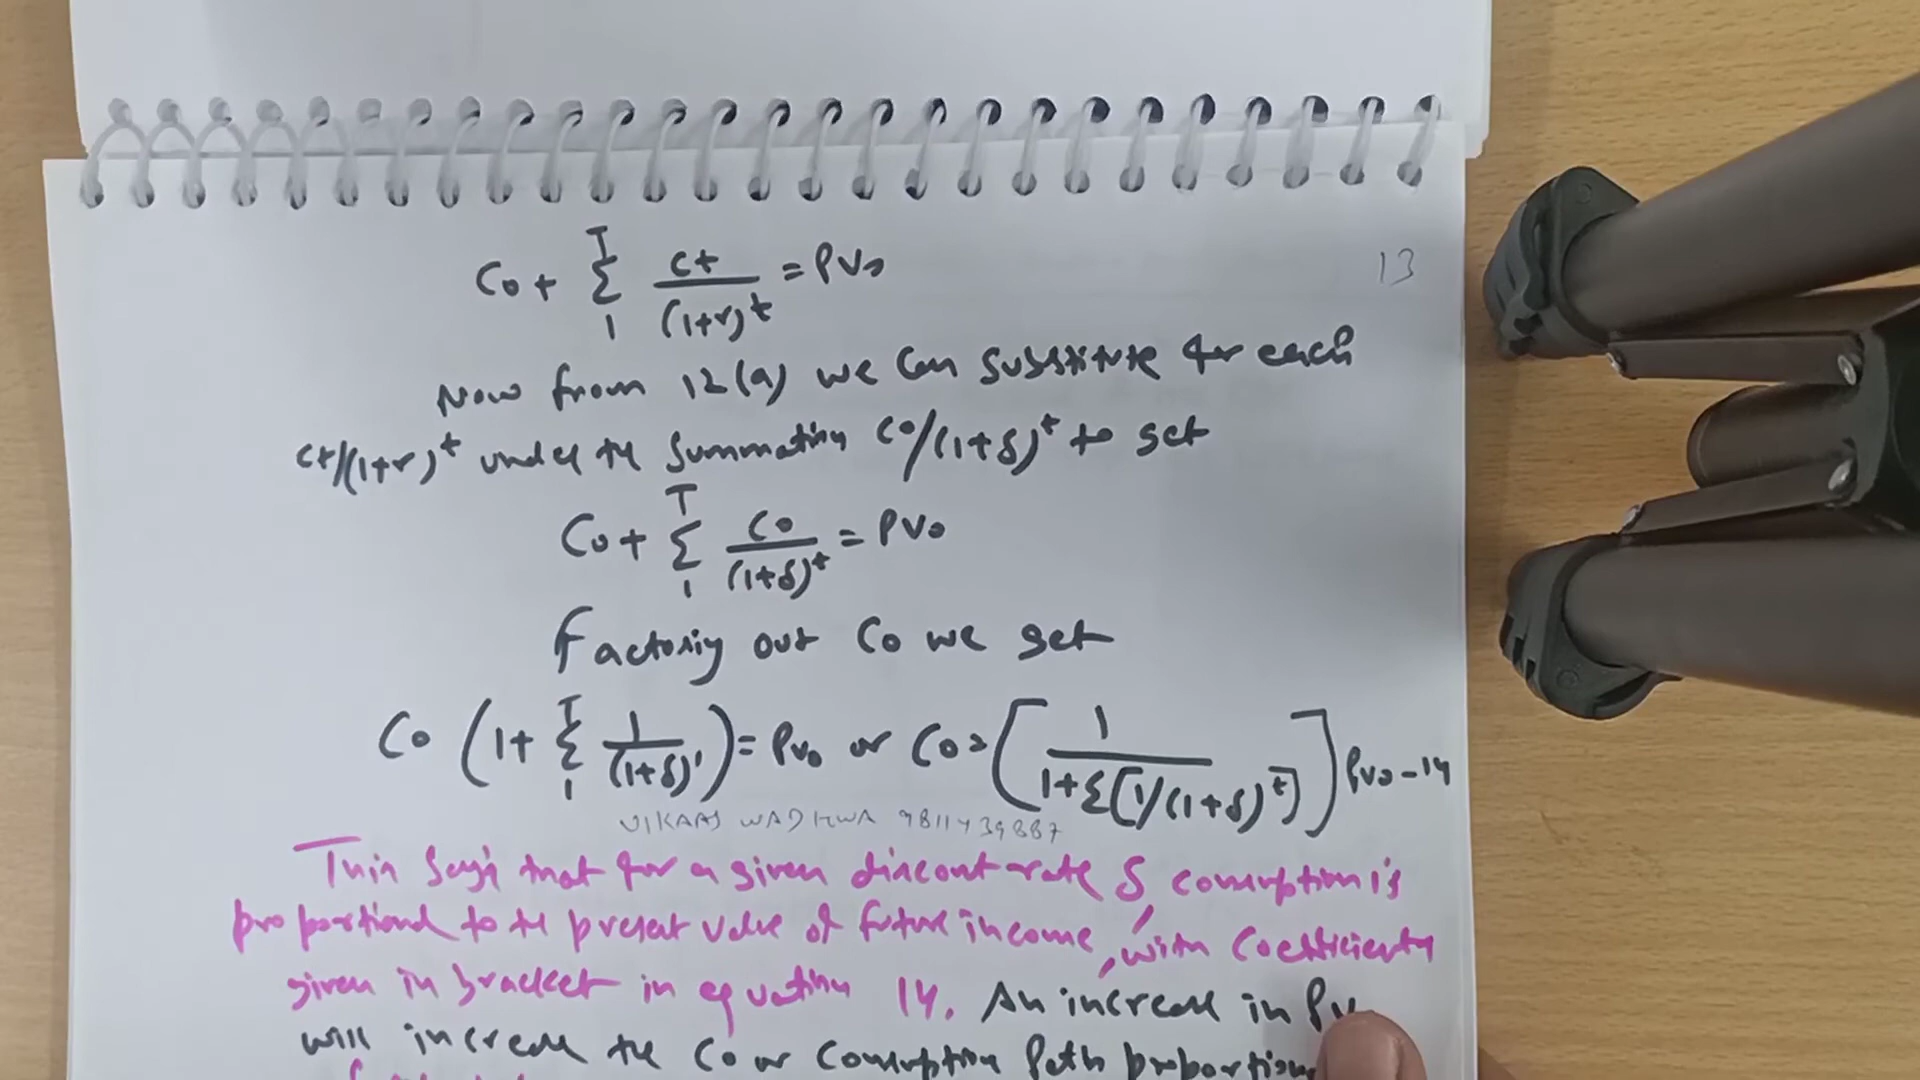 C0 + Σ_1^T Ct/(1+r)^t = PV0
13
Now from 12(a) we can substitute for each
ct/(1+r)^t under the summation C0/(1+δ)^t to get
C0 + Σ_1^T C0/(1+δ)^t = PV0
Factoring out C0 we get
C0 (1 + Σ_1^T 1/(1+δ)') = PV0 or C0 = [1/(1+Σ[1/(1+δ)^t])] PV0 - 14
VIKAAS WADHWA 9811439887
This says that for a given discount rate δ, consumption is
proportional to the present value of future income, with coefficients
given in bracket in equation 14. An increase in PV
will increase the C0 or consumption path